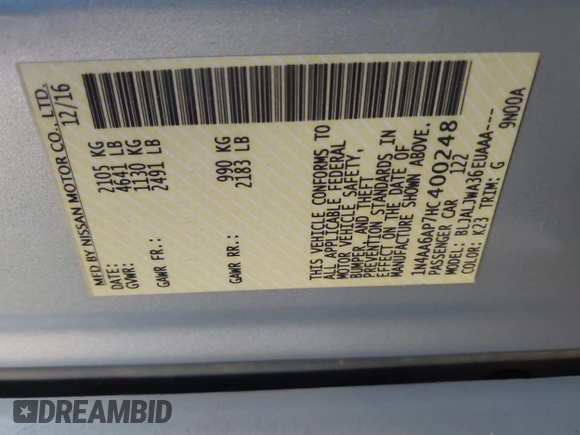 MFD BY NISSAN MOTOR CO., LTD.
DATE: 12/16
GVWR: 2105 KG
4641 LB
GAWR FR.: 1130 KG
2491 LB
GAWR RR.: 990 KG
2183 LB
THIS VEHICLE CONFORMS TO
ALL APPLICABLE FEDERAL
MOTOR VEHICLE SAFETY,
BUMPER, AND THEFT
PREVENTION STANDARDS IN
EFFECT ON THE DATE OF
MANUFACTURE SHOWN ABOVE.
1N4AA6AP7HC400248
PASSENGER CAR 122
MODEL: BLJALJWA36EUAAA---
COLOR: K23 TRIM: G 9N00A
DREAMBID